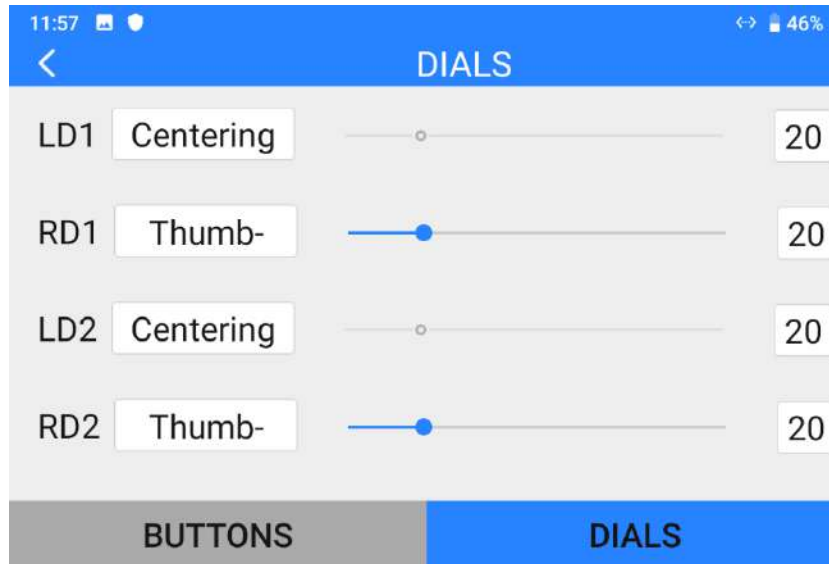 11:57 46%
DIALS
LD1 Centering 20
RD1 Thumb- 20
LD2 Centering 20
RD2 Thumb- 20
BUTTONS DIALS